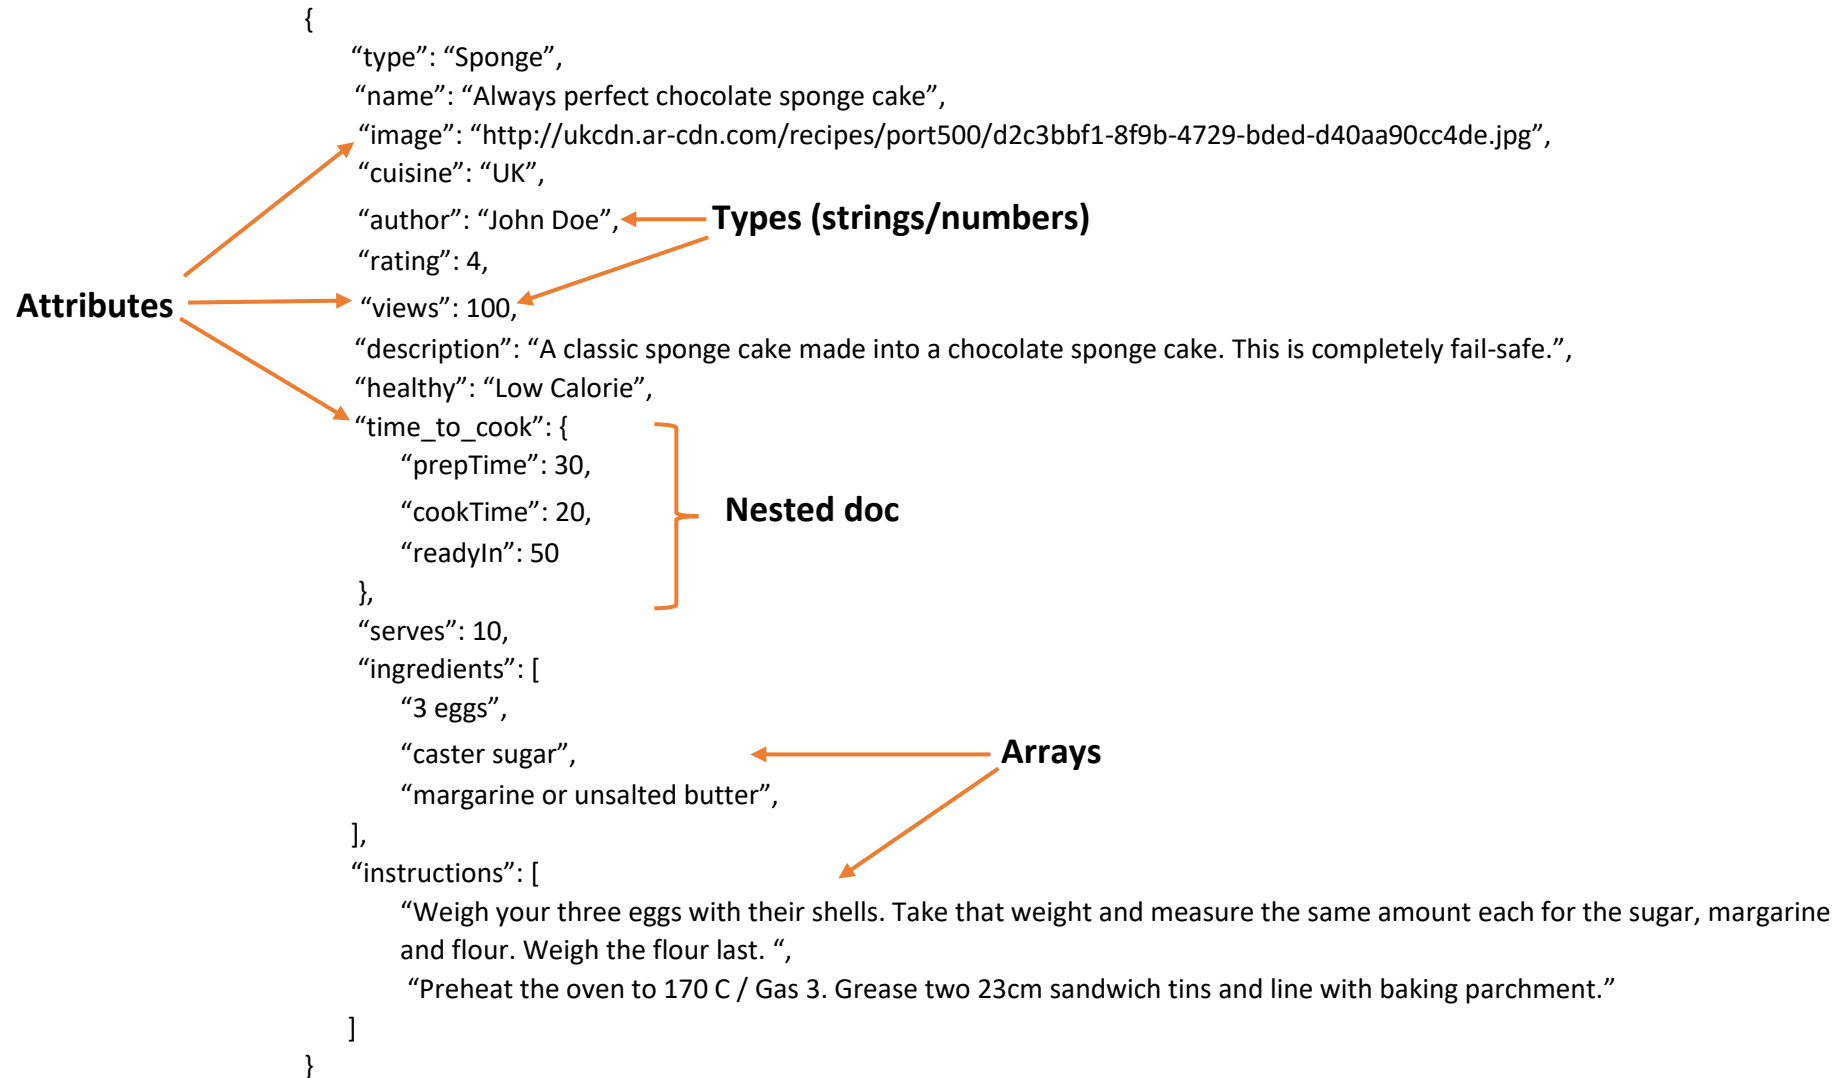 {
“type”: “Sponge”,
“name”: “Always perfect chocolate sponge cake”,
“image”: “http://ukcdn.ar-cdn.com/recipes/port500/d2c3bbf1-8f9b-4729-bded-d40aa90cc4de.jpg”,
“cuisine”: “UK”,
“author”: “John Doe”,
Types (strings/numbers)
“rating”: 4,
Attributes
“views”: 100,
“description”: “A classic sponge cake made into a chocolate sponge cake. This is completely fail-safe.”,
“healthy”: “Low Calorie”,
“time_to_cook”: {
“prepTime”: 30,
“cookTime”: 20,
Nested doc
“readyIn”: 50
},
“serves”: 10,
“ingredients”: [
“3 eggs”,
“caster sugar”,
Arrays
“margarine or unsalted butter”,
],
“instructions”: [
“Weigh your three eggs with their shells. Take that weight and measure the same amount each for the sugar, margarine
and flour. Weigh the flour last. “,
“Preheat the oven to 170 C / Gas 3. Grease two 23cm sandwich tins and line with baking parchment.”
]
}